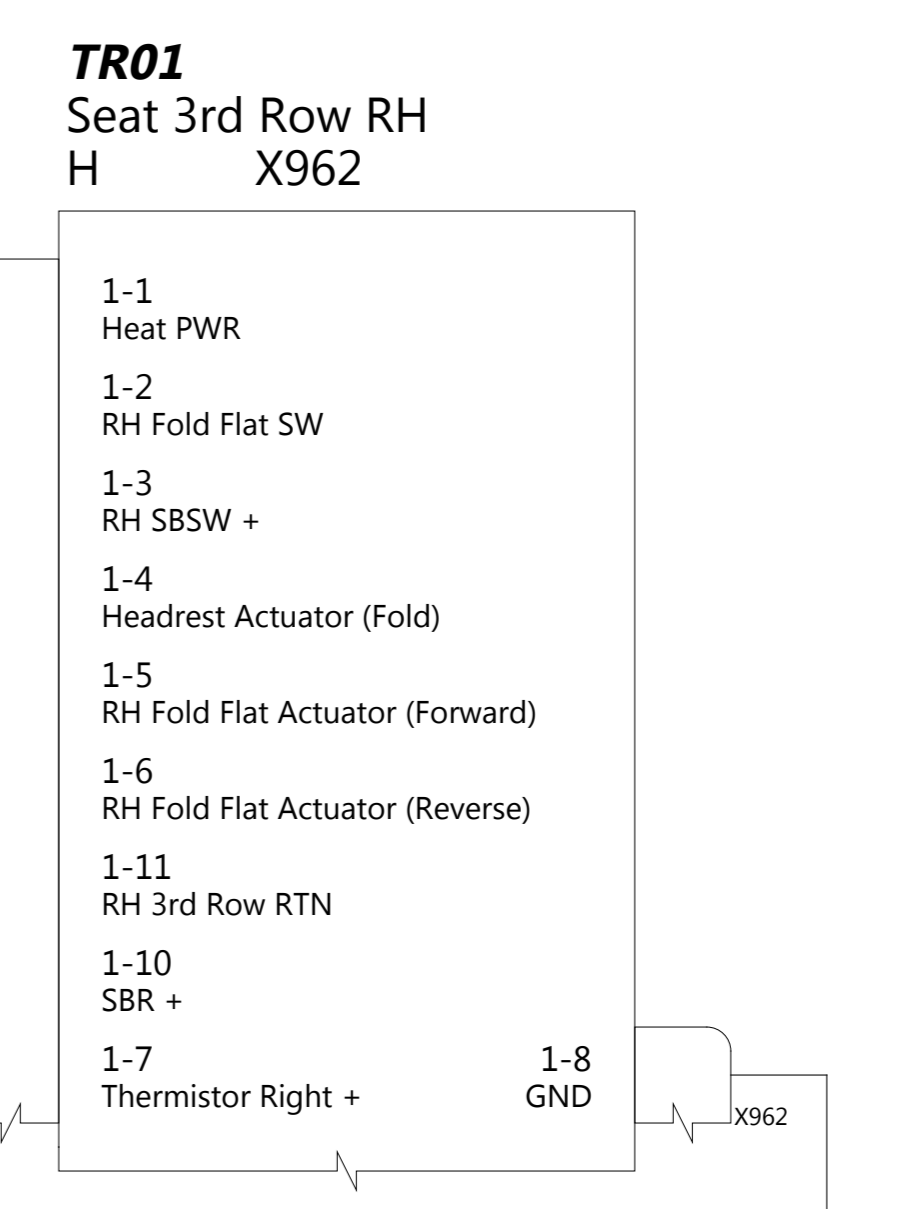 TR01
Seat 3rd Row RH
H X962
1-1
Heat PWR
1-2
RH Fold Flat SW
1-3
RH SBSW +
1-4
Headrest Actuator (Fold)
1-5
RH Fold Flat Actuator (Forward)
1-6
RH Fold Flat Actuator (Reverse)
1-11
RH 3rd Row RTN
1-10
SBR +
1-7 1-8
Thermistor Right + GND
X962